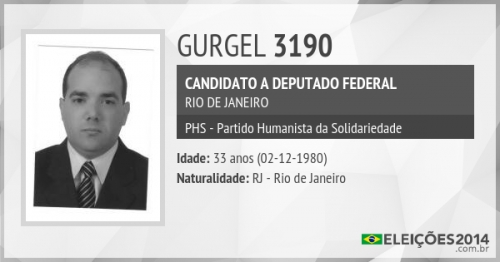 GURGEL 3190
CANDIDATO A DEPUTADO FEDERAL
RIO DE JANEIRO
PHS - Partido Humanista da Solidariedade
Idade: 33 anos (02-12-1980)
Naturalidade: RJ - Rio de Janeiro
ELEIÇÕES2014
.com.br